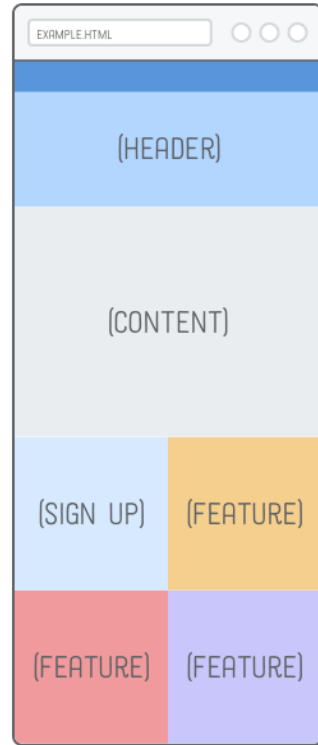 EXAMPLE.HTML
(HEADER)
(CONTENT)
(SIGN UP) (FEATURE)
(FEATURE) (FEATURE)